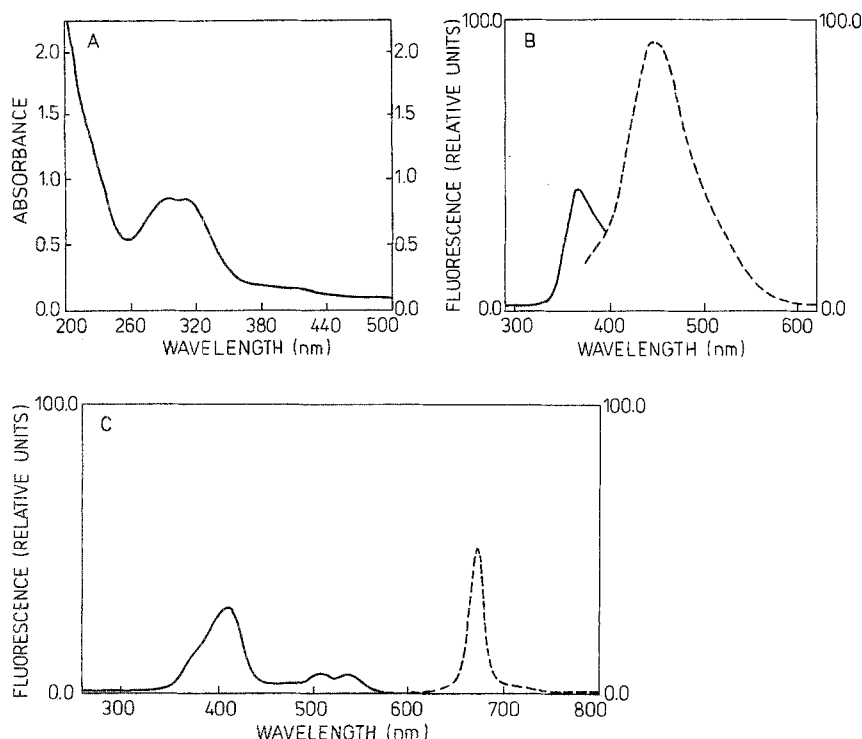 A
ABSORBANCE
2.0
1.5
1.0
0.5
0.0
2.0
1.5
1.0
0.5
0.0
200 260 320 380 440 500
WAVELENGTH (nm)
B
FLUORESCENCE (RELATIVE UNITS)
100.0
0.0
100.0
0.0
300 400 500 600
WAVELENGTH (nm)
C
FLUORESCENCE (RELATIVE UNITS)
100.0
0.0
100.0
0.0
300 400 500 600 700 800
WAVELENGTH (nm)